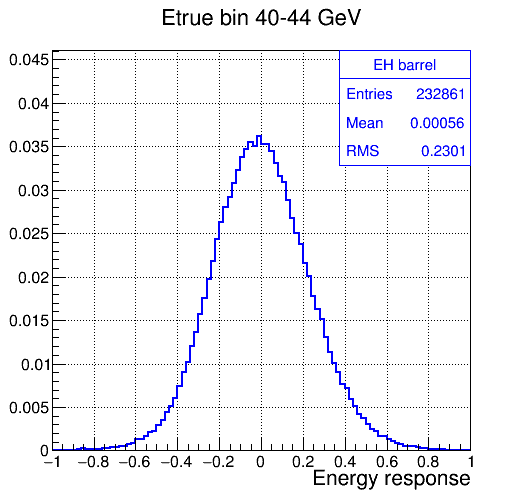 Etrue bin 40-44 GeV
EH barrel
Entries 232861
Mean 0.00056
RMS 0.2301
0.045
0.04
0.035
0.03
0.025
0.02
0.015
0.01
0.005
0
−1 −0.8 −0.6 −0.4 −0.2 0 0.2 0.4 0.6 0.8 1
Energy response